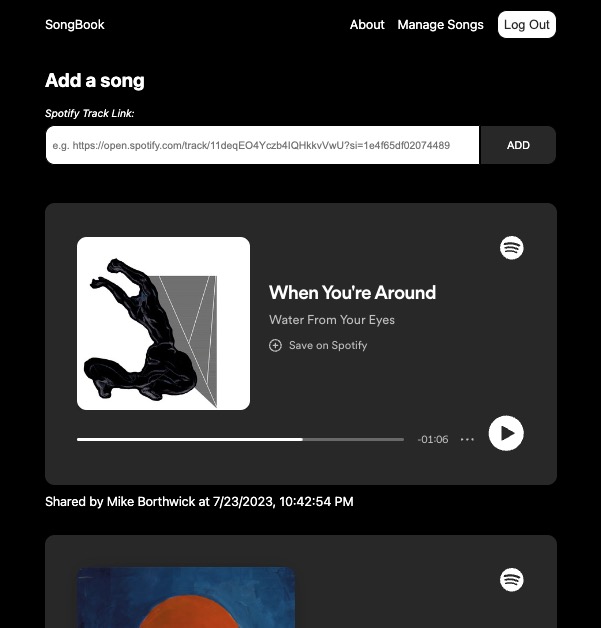 SongBook
About
Manage Songs
Log Out
Add a song
Spotify Track Link:
e.g. https://open.spotify.com/track/11deqEO4Yczb4IQHkkvVwU?si=1e4f65df02074489
ADD
When You're Around
Water From Your Eyes
Save on Spotify
-01:06
Shared by Mike Borthwick at 7/23/2023, 10:42:54 PM